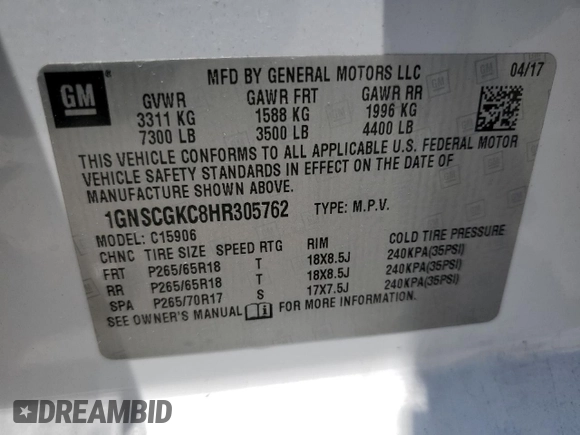 GM
MFD BY GENERAL MOTORS LLC 04/17
GVWR GAWR FRT GAWR RR
3311 KG 1588 KG 1996 KG
7300 LB 3500 LB 4400 LB
THIS VEHICLE CONFORMS TO ALL APPLICABLE U.S. FEDERAL MOTOR
VEHICLE SAFETY STANDARDS IN EFFECT ON THE DATE OF
MANUFACTURE SHOWN ABOVE.
1GNSCGKC8HR305762 TYPE: M.P.V.
MODEL: C15906
CHNC TIRE SIZE SPEED RTG RIM COLD TIRE PRESSURE
FRT P265/65R18 T 18X8.5J 240KPA(35PSI)
RR P265/65R18 T 18X8.5J 240KPA(35PSI)
SPA P265/70R17 S 17X7.5J 240KPA(35PSI)
SEE OWNER'S MANUAL FOR MORE INFORMATION.
DREAMBID